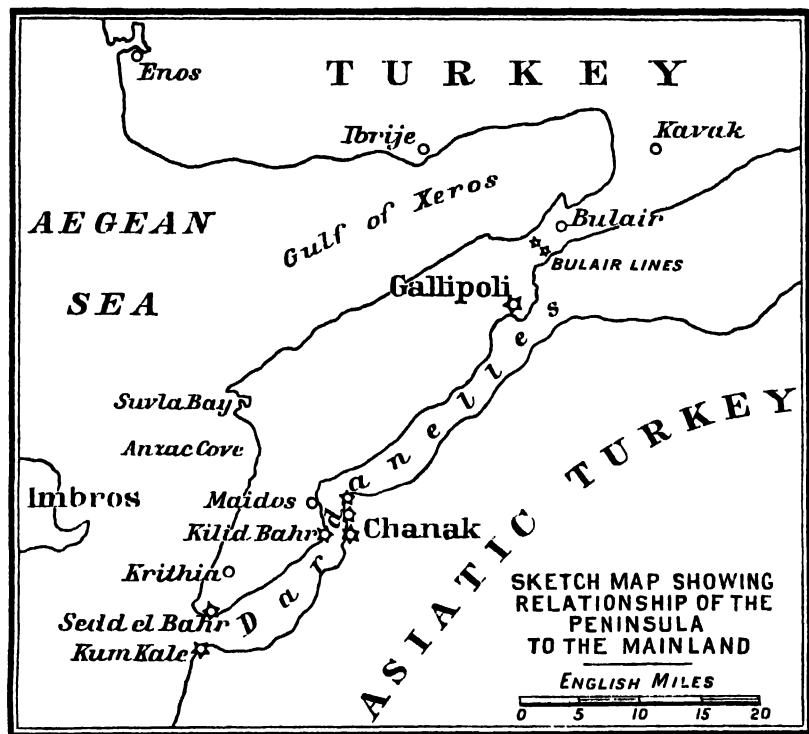 Enos
TURKEY
Ibrije
Kavak
Gulf of Xeros
AEGEAN
SEA
Bulair
BULAIR LINES
Gallipoli
Dardanelles
Suvla Bay
Anzac Cove
ASIATIC TURKEY
Imbros
Maidos
Kilid Bahr
Chanak
Krithia
Sedd el Bahr
Kum Kale
SKETCH MAP SHOWING
RELATIONSHIP OF THE
PENINSULA
TO THE MAINLAND
ENGLISH MILES
0 5 10 15 20